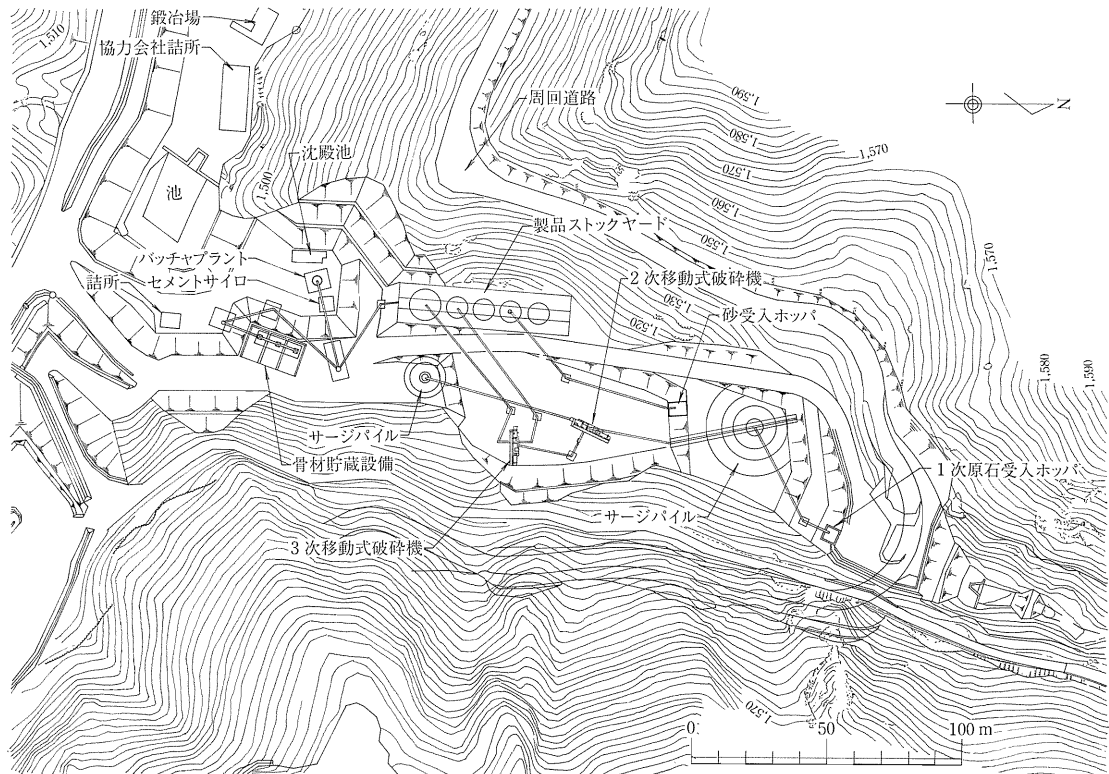 鍛冶場
1,510
協力会社詰所
1,590
周回道路
1,580
N
1,570
1,570
沈殿池
1,500
池
1,560
製品ストックヤード
1,550
1,570
バッチャプラント
2次移動式破砕機
詰所
セメントサイロ
1,530
砂受入ホッパ
1,520
1,580
1,590
サージパイル
骨材貯蔵設備
1次原石受入ホッパ
サージパイル
3次移動式破砕機
1,570
0
50
100 m